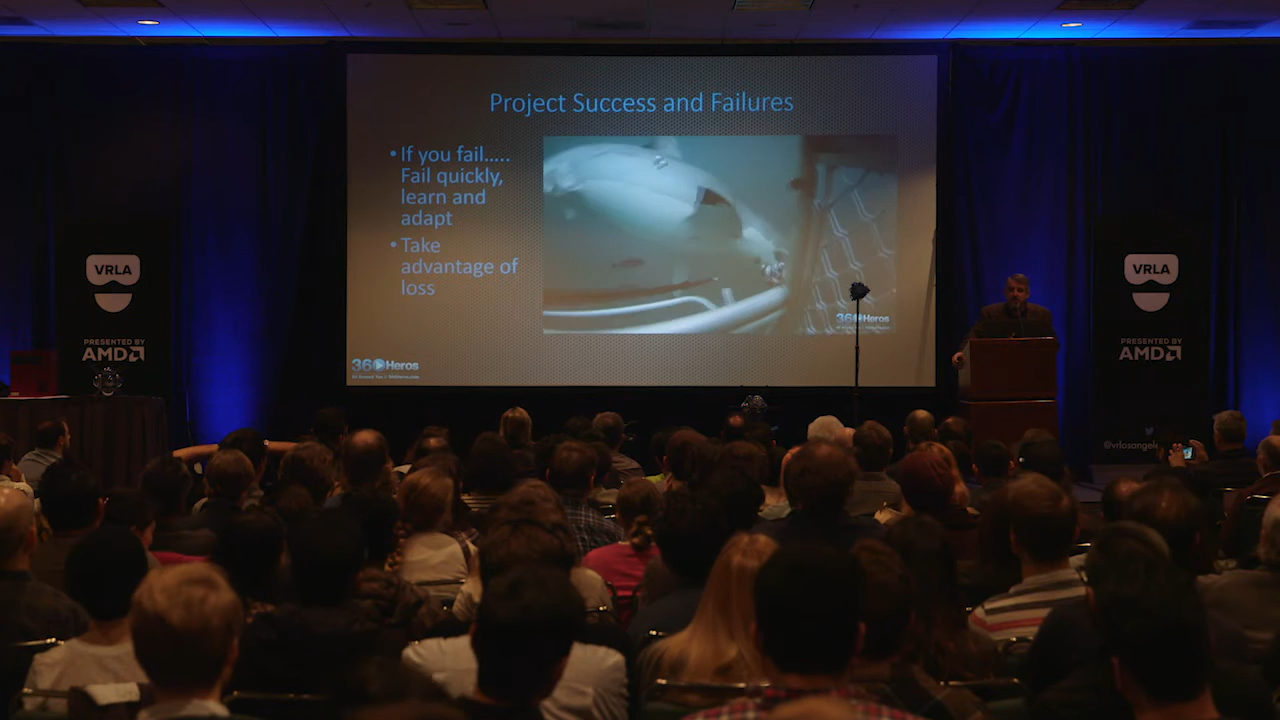 Project Success and Failures
• If you fail.....
Fail quickly,
learn and
adapt
• Take
advantage of
loss
360Heros
360Heros
VRLA
PRESENTED BY
AMD
VRLA
PRESENTED BY
AMD